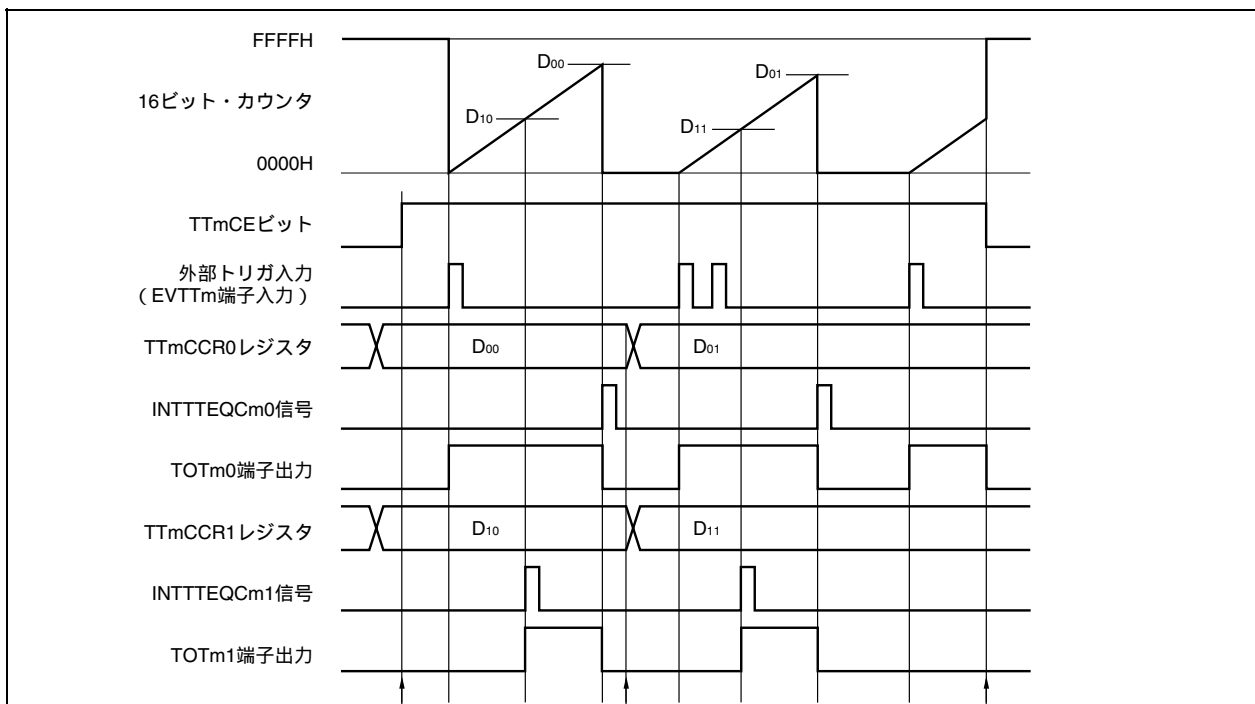 FFFFH
D00
D01
16ビット・カウンタ
D10
D11
0000H
TTmCEビット
外部トリガ入力
（EVTTm端子入力）
TTmCCR0レジスタ
D00
D01
INTTTEQCm0信号
TOTm0端子出力
TTmCCR1レジスタ
D10
D11
INTTTEQCm1信号
TOTm1端子出力